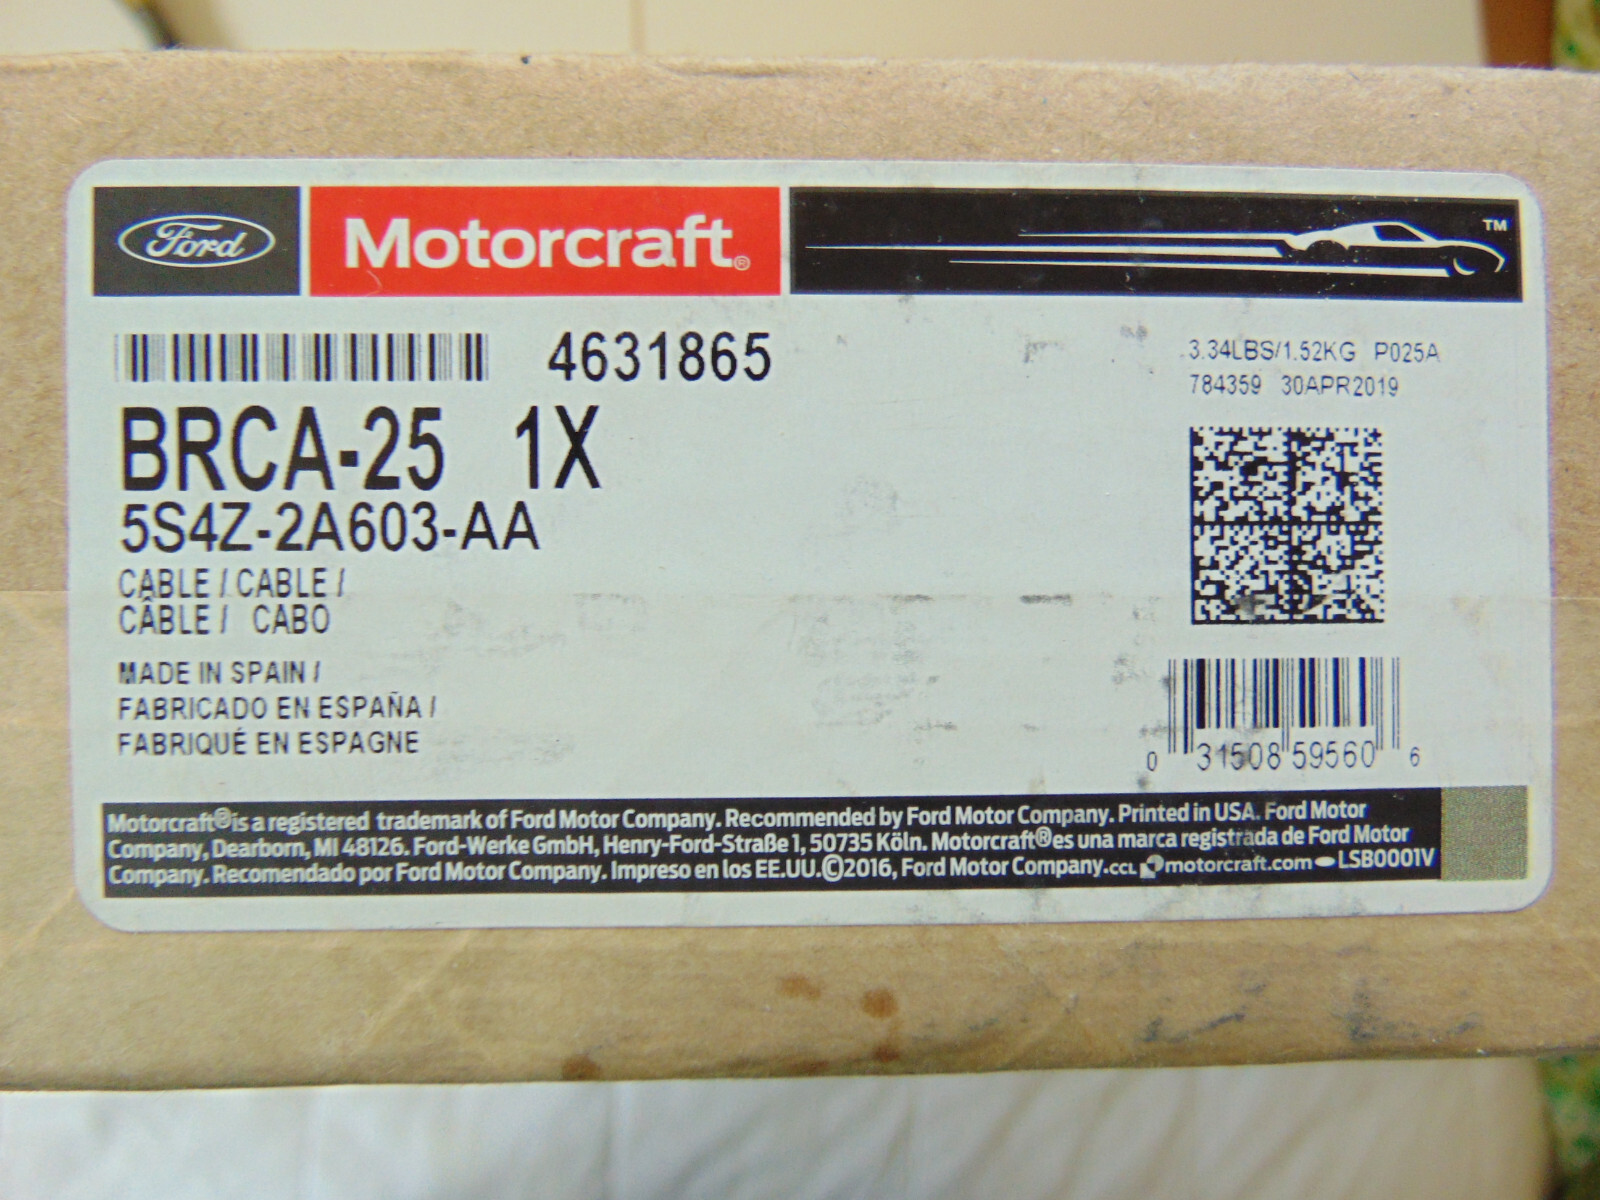 Ford
Motorcraft®
TM
4631865
3.34LBS/1.52KG P025A
784359 30APR2019
BRCA-25 1X
5S4Z-2A603-AA
CABLE / CABLE /
CÂBLE / CABO
MADE IN SPAIN /
FABRICADO EN ESPAÑA /
FABRIQUÉ EN ESPAGNE
0 31508 59560 6
Motorcraft® is a registered trademark of Ford Motor Company. Recommended by Ford Motor Company. Printed in USA. Ford Motor
Company, Dearborn, MI 48126. Ford-Werke GmbH, Henry-Ford-Straße 1, 50735 Köln. Motorcraft® es una marca registrada de Ford Motor
Company. Recomendado por Ford Motor Company. Impreso en los EE.UU. ©2016, Ford Motor Company. CCL motorcraft.com LSB0001V